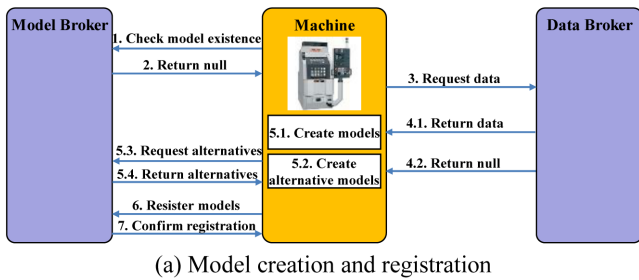 Model Broker
Machine
Data Broker
1. Check model existence
2. Return null
3. Request data
4.1. Return data
5.1. Create models
5.3. Request alternatives
5.2. Create
alternative models
4.2. Return null
5.4. Return alternatives
6. Resister models
7. Confirm registration
(a) Model creation and registration